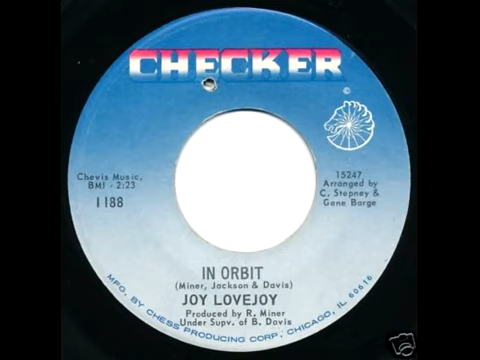 CHECKER
©
Chevis Music,
BMI - 2:23
1188
15247
Arranged by
C. Stepney &
Gene Barge
IN ORBIT
(Miner, Jackson & Davis)
JOY LOVEJOY
Produced by R. Miner
Under Supv. of B. Davis
MFG. BY CHESS PRODUCING CORP., CHICAGO, IL 60616